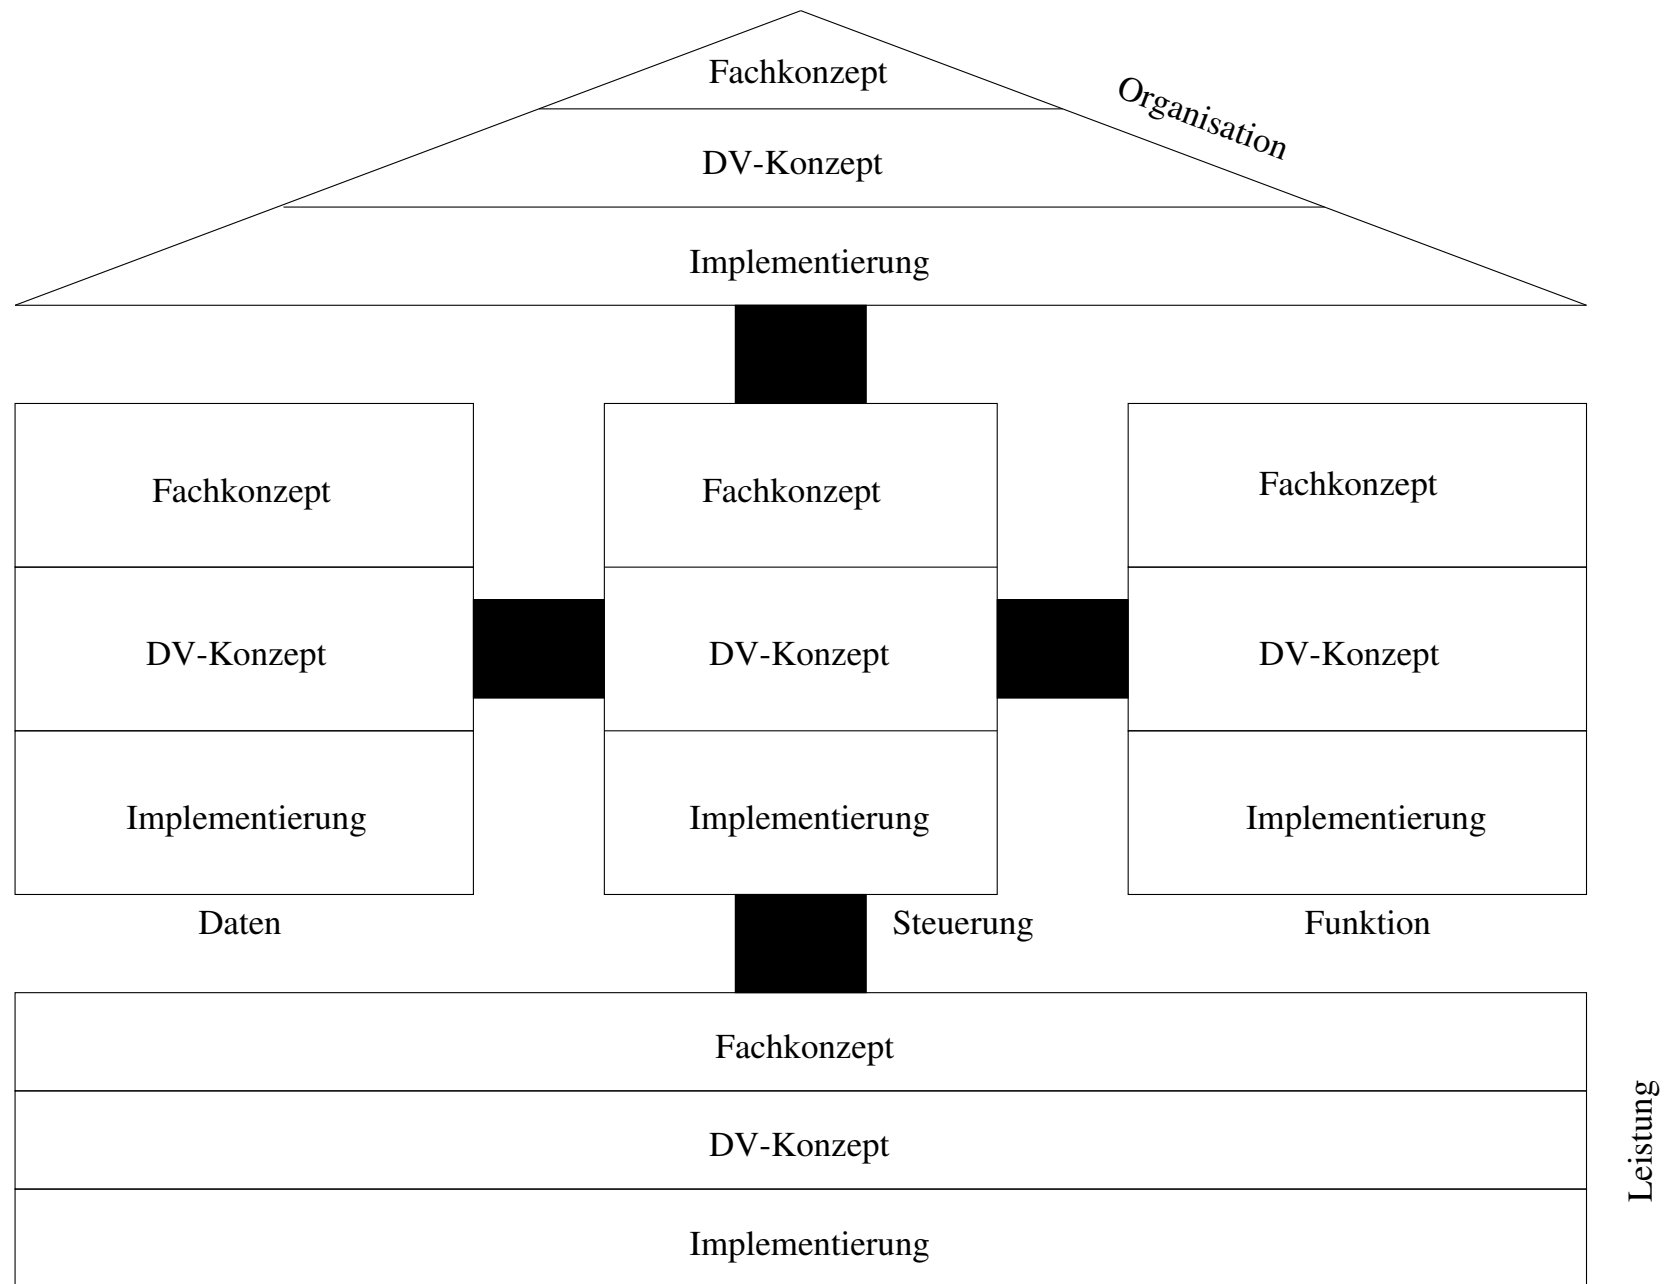 Fachkonzept
Organisation
DV-Konzept
Implementierung
Fachkonzept
Fachkonzept
Fachkonzept
DV-Konzept
DV-Konzept
DV-Konzept
Implementierung
Implementierung
Implementierung
Daten
Steuerung
Funktion
Fachkonzept
DV-Konzept
Implementierung
Leistung